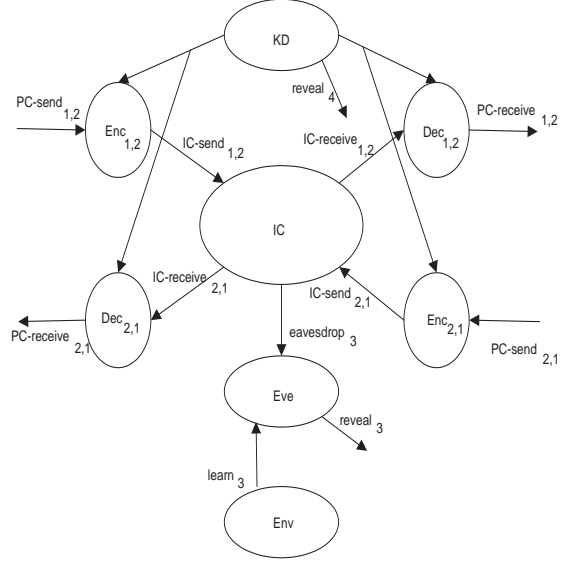 KD
reveal 4
PC-send 1,2
Enc 1,2
IC-send 1,2
IC-receive 1,2
Dec 1,2
PC-receive 1,2
IC
IC-receive 2,1
IC-send 2,1
Dec 2,1
Enc 2,1
PC-receive 2,1
PC-send 2,1
eavesdrop 3
Eve
reveal 3
learn 3
Env